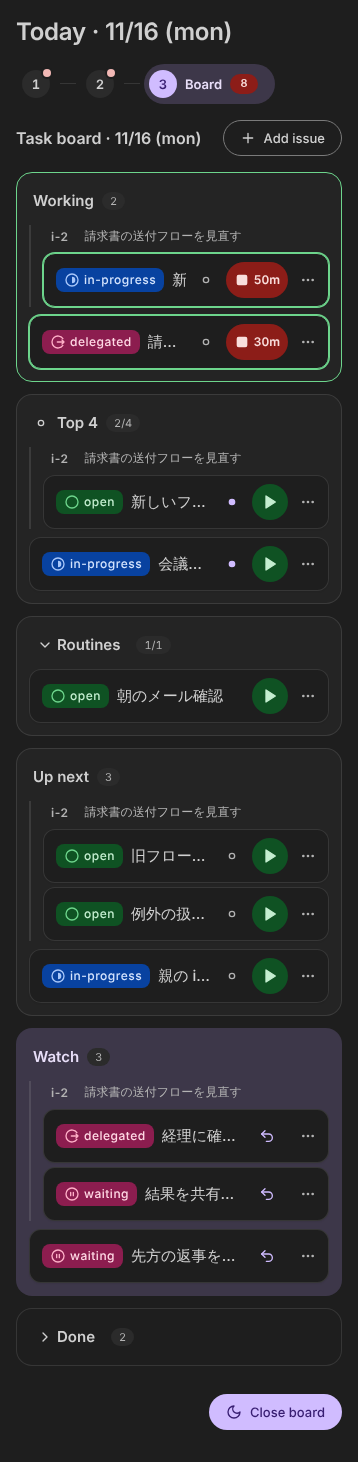 Today · 11/16 (mon)
1 2 3 Board 8
Task board · 11/16 (mon) + Add issue
Working 2
i-2 請求書の送付フローを見直す
in-progress 新 50m ···
delegated 請... 30m ···
Top 4 2/4
i-2 請求書の送付フローを見直す
open 新しいフ... ···
in-progress 会議... ···
Routines 1/1
open 朝のメール確認 ···
Up next 3
i-2 請求書の送付フローを見直す
open 旧フロー... ···
open 例外の扱... ···
in-progress 親の i... ···
Watch 3
i-2 請求書の送付フローを見直す
delegated 経理に確... ···
waiting 結果を共有... ···
waiting 先方の返事を... ···
Done 2
Close board